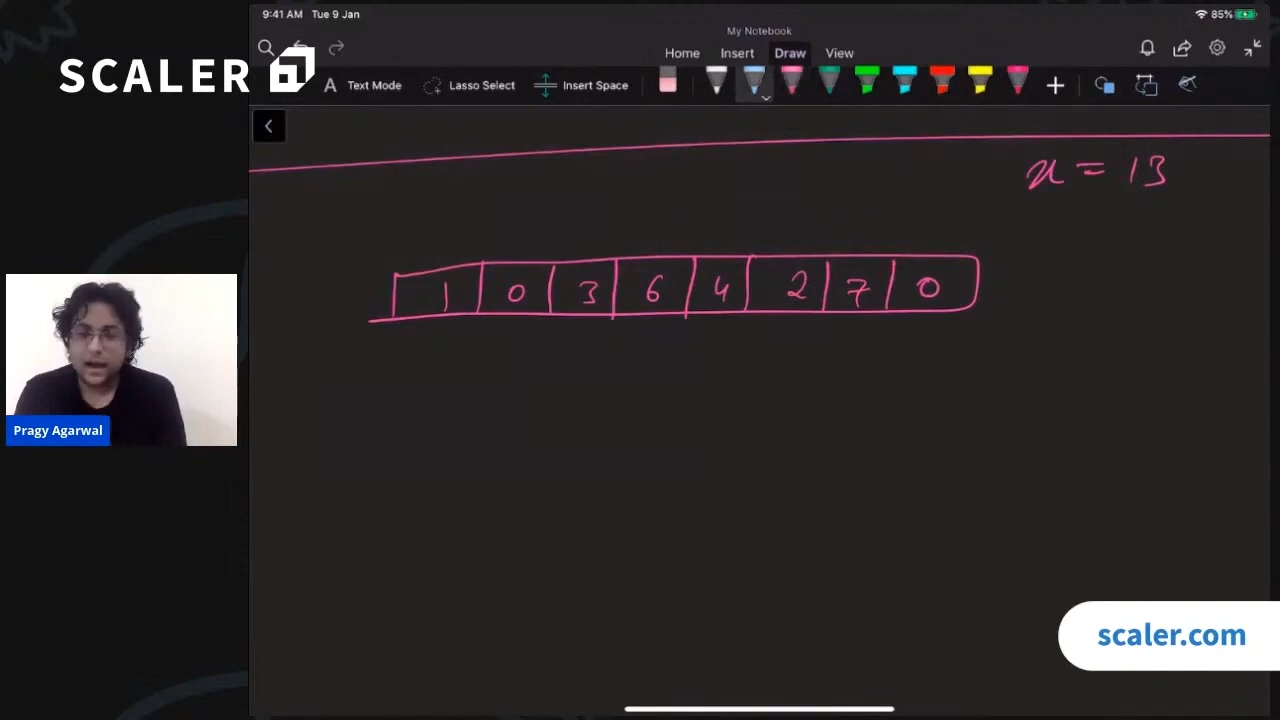 9:41 AM Tue 9 Jan
85%
My Notebook
Home Insert Draw View
SCALER
A Text Mode Lasso Select Insert Space
x = 13
1 0 3 6 4 2 7 0
Pragy Agarwal
scaler.com